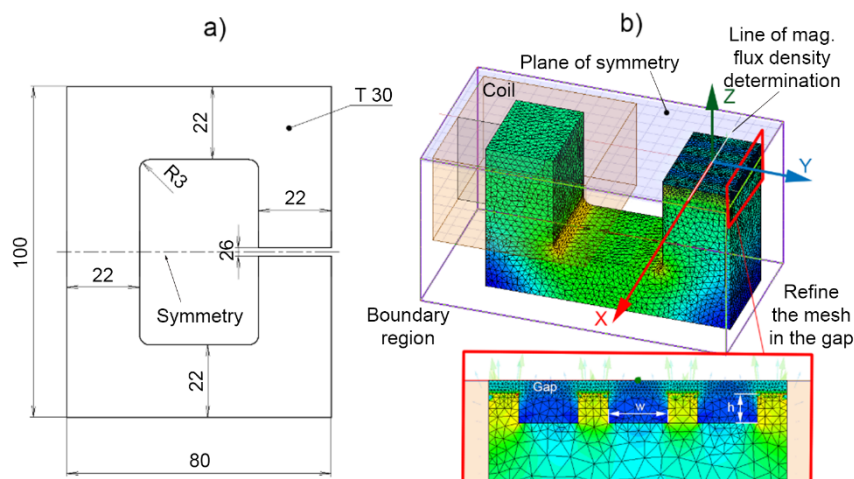 a)
T 30
22
R3
22
100
26
22
Symmetry
22
80
b)
Line of mag.
flux density
determination
Plane of symmetry
Coil
Z
Y
X
Boundary
region
Refine
the mesh
in the gap
Gap
w
h